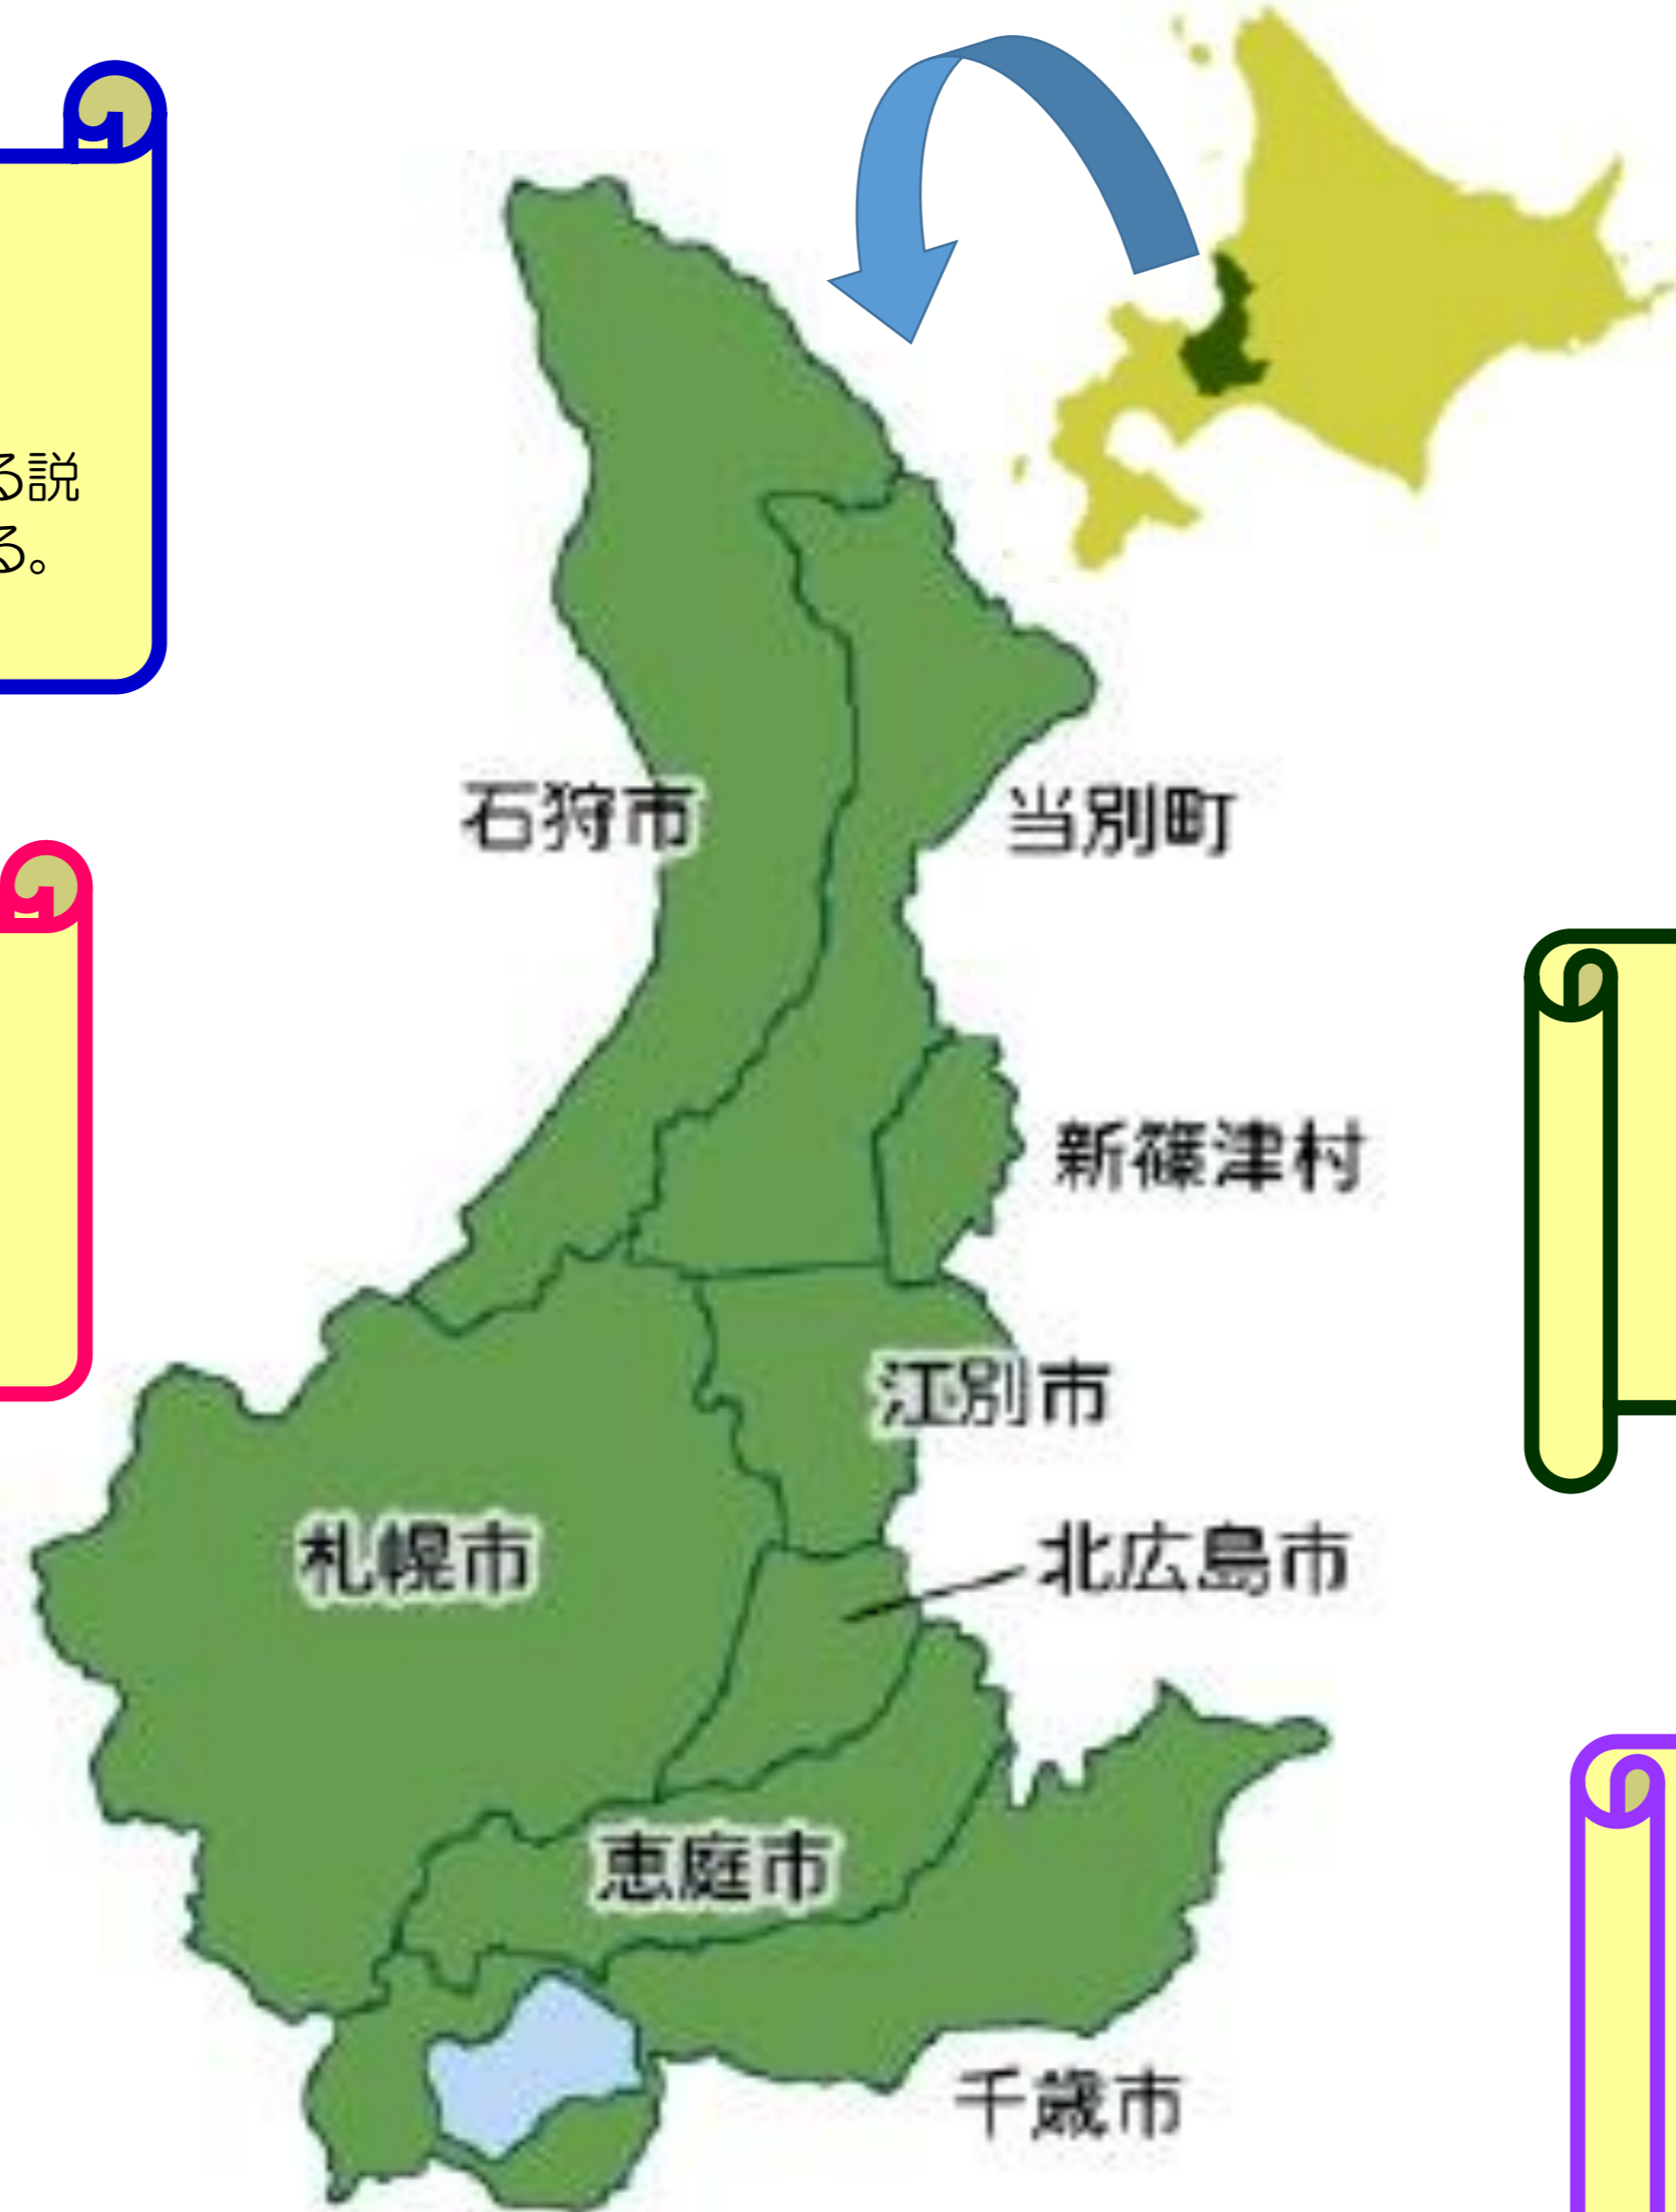 る説
る。
石狩市
当別町
新篠津村
江別市
札幌市
北広島市
恵庭市
千歳市